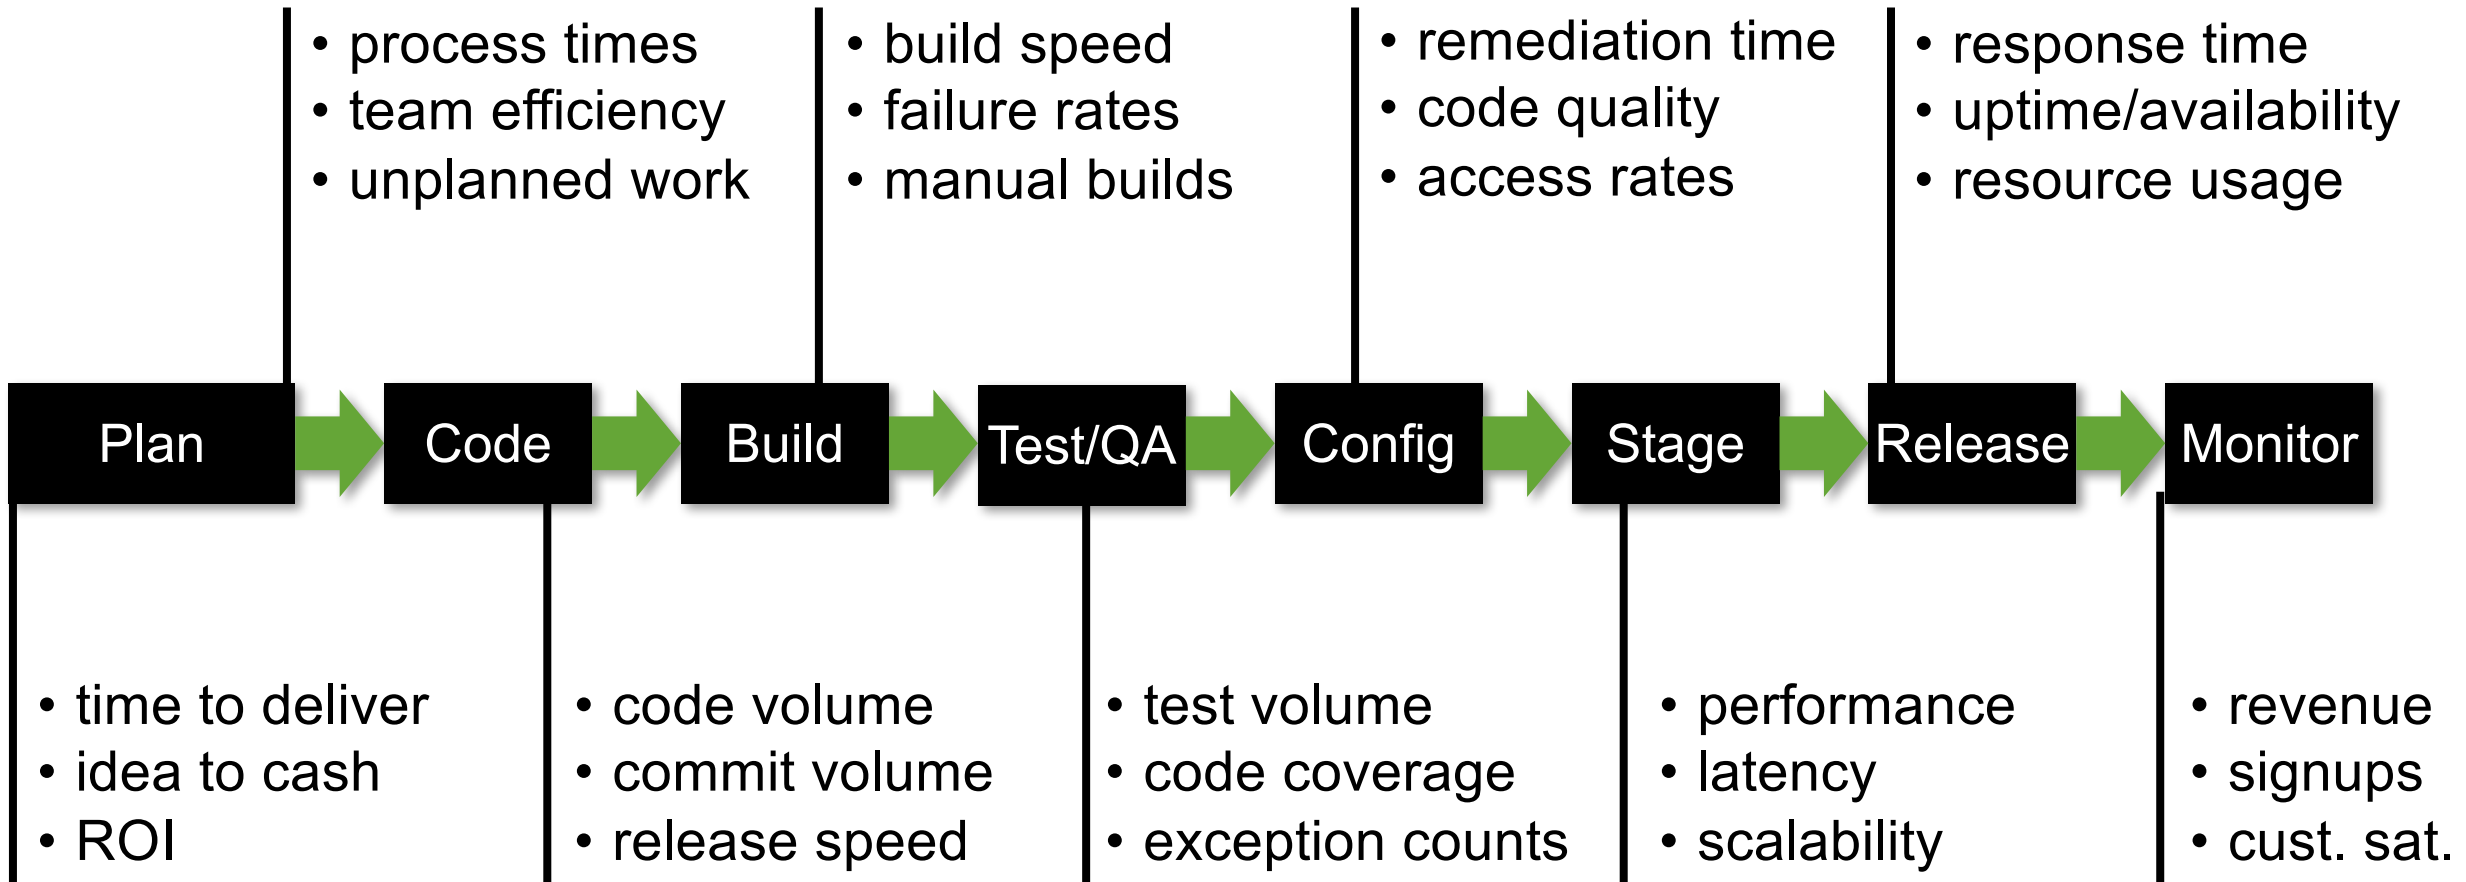 • process times
• team efficiency
• unplanned work
• build speed
• failure rates
• manual builds
• remediation time
• code quality
• access rates
• response time
• uptime/availability
• resource usage
Plan
Code
Build
Test/QA
Config
Stage
Release
Monitor
• time to deliver
• idea to cash
• ROI
• code volume
• commit volume
• release speed
• test volume
• code coverage
• exception counts
• performance
• latency
• scalability
• revenue
• signups
• cust. sat.